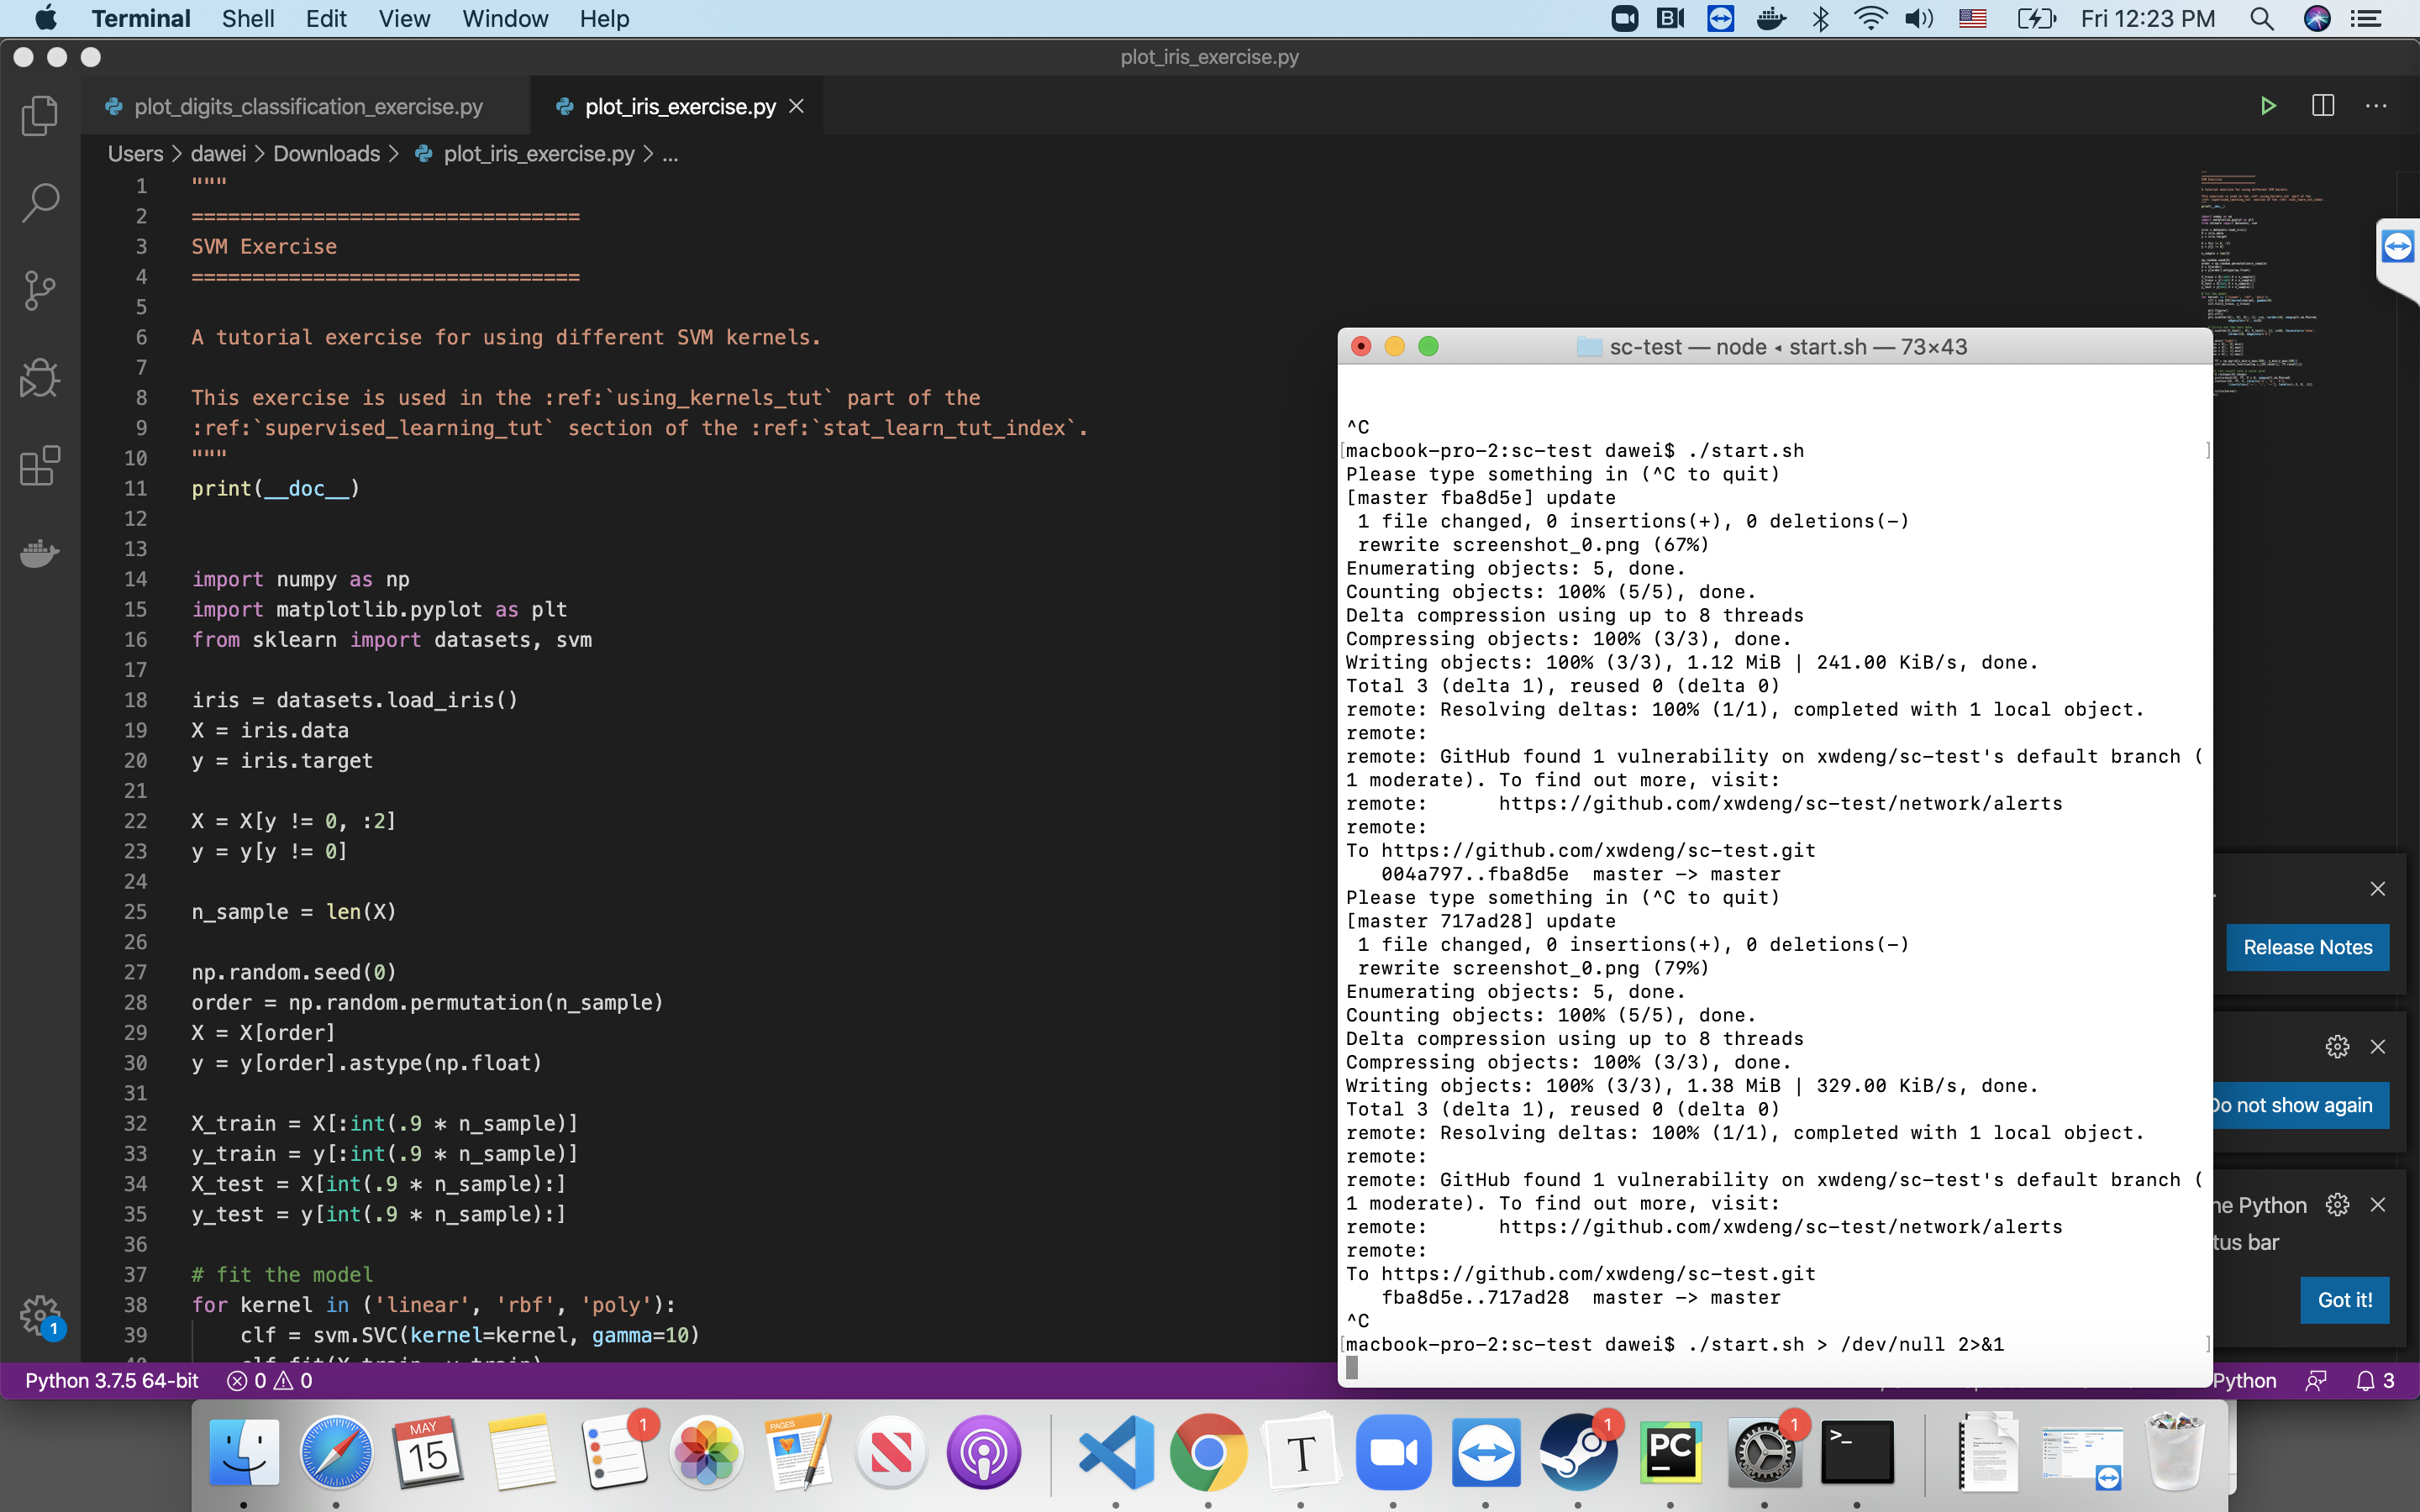 Terminal Shell Edit View Window Help Fri 12:23 PM
plot_iris_exercise.py
plot_digits_classification_exercise.py plot_iris_exercise.py
Users > dawei > Downloads > plot_iris_exercise.py > ...
1 """
2 ================================
3 SVM Exercise
4 ================================
5
6 A tutorial exercise for using different SVM kernels.
7
8 This exercise is used in the :ref:`using_kernels_tut` part of the
9 :ref:`supervised_learning_tut` section of the :ref:`stat_learn_tut_index`.
10 """
11 print(__doc__)
12
13
14 import numpy as np
15 import matplotlib.pyplot as plt
16 from sklearn import datasets, svm
17
18 iris = datasets.load_iris()
19 X = iris.data
20 y = iris.target
21
22 X = X[y != 0, :2]
23 y = y[y != 0]
24
25 n_sample = len(X)
26
27 np.random.seed(0)
28 order = np.random.permutation(n_sample)
29 X = X[order]
30 y = y[order].astype(np.float)
31
32 X_train = X[:int(.9 * n_sample)]
33 y_train = y[:int(.9 * n_sample)]
34 X_test = X[int(.9 * n_sample):]
35 y_test = y[int(.9 * n_sample):]
36
37 # fit the model
38 for kernel in ('linear', 'rbf', 'poly'):
39 clf = svm.SVC(kernel=kernel, gamma=10)
sc-test — node ◂ start.sh — 73×43
^C
[macbook-pro-2:sc-test dawei$ ./start.sh ]
Please type something in (^C to quit)
[master fba8d5e] update
1 file changed, 0 insertions(+), 0 deletions(-)
rewrite screenshot_0.png (67%)
Enumerating objects: 5, done.
Counting objects: 100% (5/5), done.
Delta compression using up to 8 threads
Compressing objects: 100% (3/3), done.
Writing objects: 100% (3/3), 1.12 MiB | 241.00 KiB/s, done.
Total 3 (delta 1), reused 0 (delta 0)
remote: Resolving deltas: 100% (1/1), completed with 1 local object.
remote:
remote: GitHub found 1 vulnerability on xwdeng/sc-test's default branch (
1 moderate). To find out more, visit:
remote: https://github.com/xwdeng/sc-test/network/alerts
remote:
To https://github.com/xwdeng/sc-test.git
004a797..fba8d5e master -> master
Please type something in (^C to quit)
[master 717ad28] update
1 file changed, 0 insertions(+), 0 deletions(-)
rewrite screenshot_0.png (79%)
Enumerating objects: 5, done.
Counting objects: 100% (5/5), done.
Delta compression using up to 8 threads
Compressing objects: 100% (3/3), done.
Writing objects: 100% (3/3), 1.38 MiB | 329.00 KiB/s, done.
Total 3 (delta 1), reused 0 (delta 0)
remote: Resolving deltas: 100% (1/1), completed with 1 local object.
remote:
remote: GitHub found 1 vulnerability on xwdeng/sc-test's default branch (
1 moderate). To find out more, visit:
remote: https://github.com/xwdeng/sc-test/network/alerts
remote:
To https://github.com/xwdeng/sc-test.git
fba8d5e..717ad28 master -> master
^C
[macbook-pro-2:sc-test dawei$ ./start.sh > /dev/null 2>&1 ]
Release Notes
Do not show again
he Python
tus bar
Got it!
1
Python 3.7.5 64-bit 0 0 Python 3
MAY
15
1
PAGES
T
1
PC
1
>_